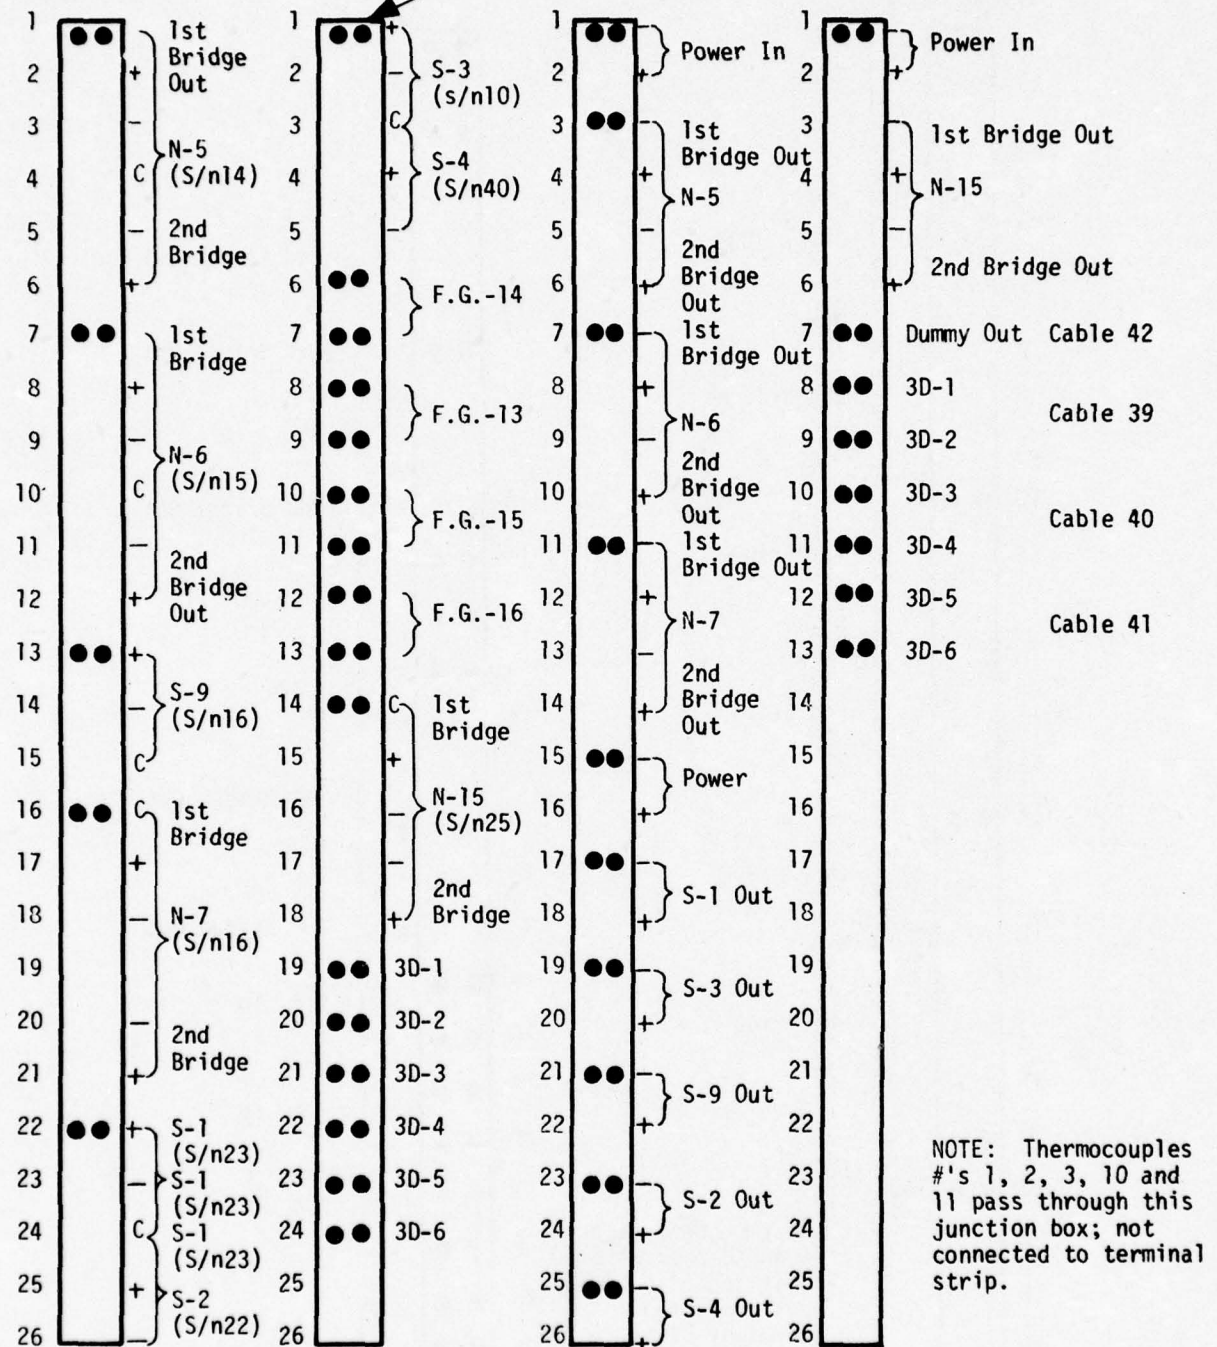 1
1st
Bridge
Out
2
+
3
–
N-5
4
C
(S/n14)
5
–
2nd
Bridge
6
+
7
1st
Bridge
8
+
9
–
N-6
10
C
(S/n15)
11
–
2nd
Bridge
12
+
Out
13
+
14
–
S-9
(S/n16)
15
C
16
C
1st
Bridge
17
+
18
–
N-7
(S/n16)
19
20
–
2nd
21
+
Bridge
22
+
S-1
(S/n23)
23
–
S-1
(S/n23)
24
C
S-1
(S/n23)
25
+
S-2
(S/n22)
26
–
1
+
2
–
S-3
(s/n10)
3
C
4
+
S-4
(S/n40)
5
–
6
F.G.-14
7
8
F.G.-13
9
10
F.G.-15
11
12
F.G.-16
13
14
C
1st
Bridge
15
+
16
–
N-15
(S/n25)
17
–
18
+
2nd
Bridge
19
3D-1
20
3D-2
21
3D-3
22
3D-4
23
3D-5
24
3D-6
25
26
1
–
Power In
2
+
3
–
1st
Bridge Out
4
+
N-5
5
–
2nd
Bridge
6
+
Out
7
–
1st
Bridge Out
8
+
9
–
N-6
2nd
10
+
Bridge
Out
11
–
1st
Bridge Out
12
+
N-7
13
–
2nd
Bridge
14
+
Out
15
–
Power
16
+
17
–
S-1 Out
18
+
19
–
S-3 Out
20
+
21
–
S-9 Out
22
+
23
–
S-2 Out
24
+
25
–
S-4 Out
26
+
1
–
Power In
2
+
3
–
1st Bridge Out
4
+
N-15
5
–
2nd Bridge Out
6
+
7
Dummy Out Cable 42
8
3D-1
Cable 39
9
3D-2
10
3D-3
Cable 40
11
3D-4
12
3D-5
Cable 41
13
3D-6
14
15
16
17
18
19
20
21
22
23
24
25
26
NOTE: Thermocouples
#'s 1, 2, 3, 10 and
11 pass through this
junction box; not
connected to terminal
strip.